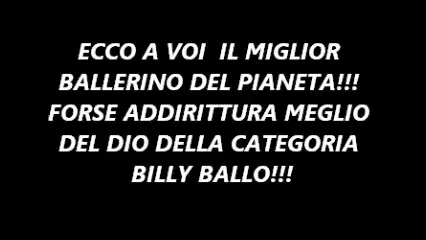 ECCO A VOI  IL MIGLIOR
BALLERINO DEL PIANETA!!!
FORSE ADDIRITTURA MEGLIO
DEL DIO DELLA CATEGORIA
BILLY BALLO!!!